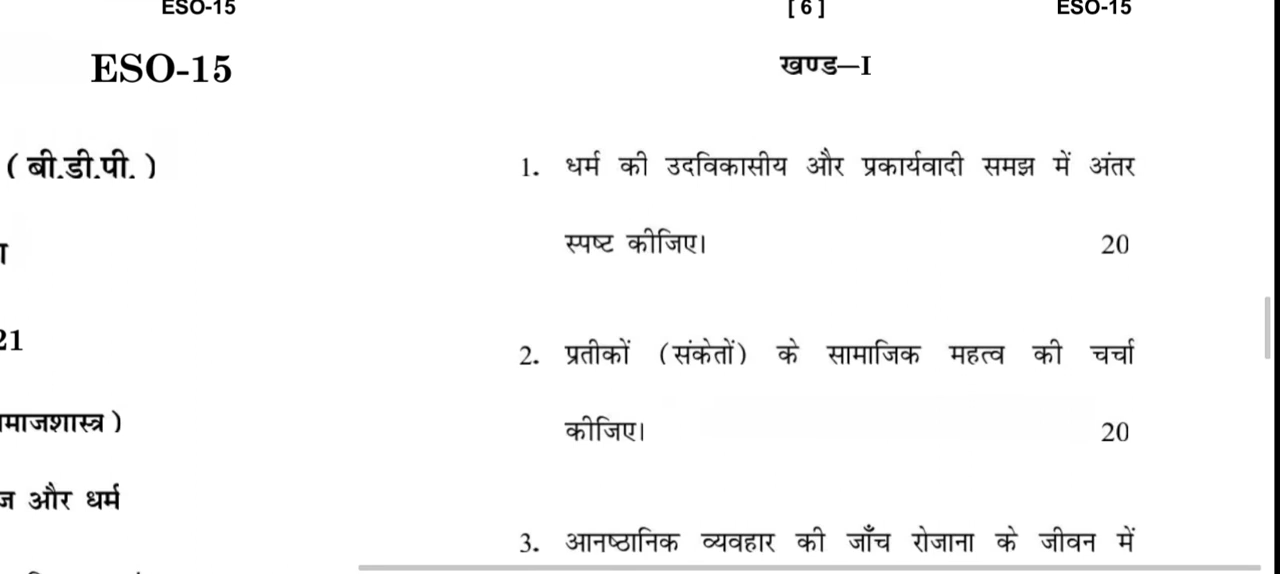 ESO-15
ESO-15
( बी.डी.पी. )
21
और धर्म
[ 6 ]
ESO-15
खण्ड—I
1. धर्म की उदविकासीय और प्रकार्यवादी समझ में अंतर
स्पष्ट कीजिए। 20
2. प्रतीकों (संकेतों) के सामाजिक महत्व की चर्चा
कीजिए। 20
3. आनष्ठानिक व्यवहार की जाँच रोजाना के जीवन में